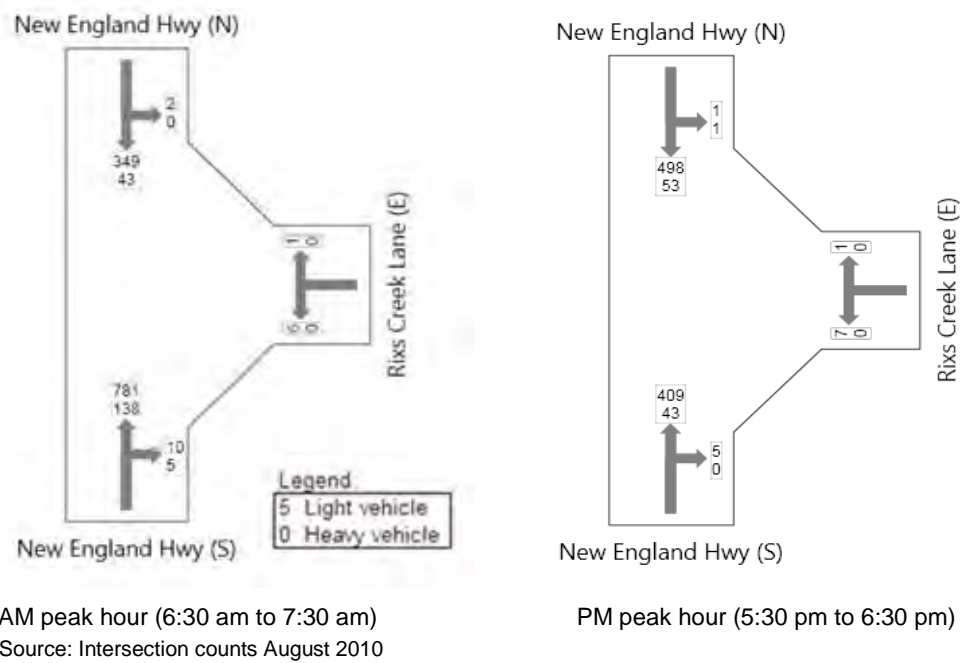 New England Hwy (N)
2
0
349
43
1 0
6 0
Rixs Creek Lane (E)
781
138
10
5
Legend
5 Light vehicle
0 Heavy vehicle
New England Hwy (S)
AM peak hour (6:30 am to 7:30 am)
Source: Intersection counts August 2010
New England Hwy (N)
1
1
498
53
1 0
7 0
Rixs Creek Lane (E)
409
43
5
0
New England Hwy (S)
PM peak hour (5:30 pm to 6:30 pm)